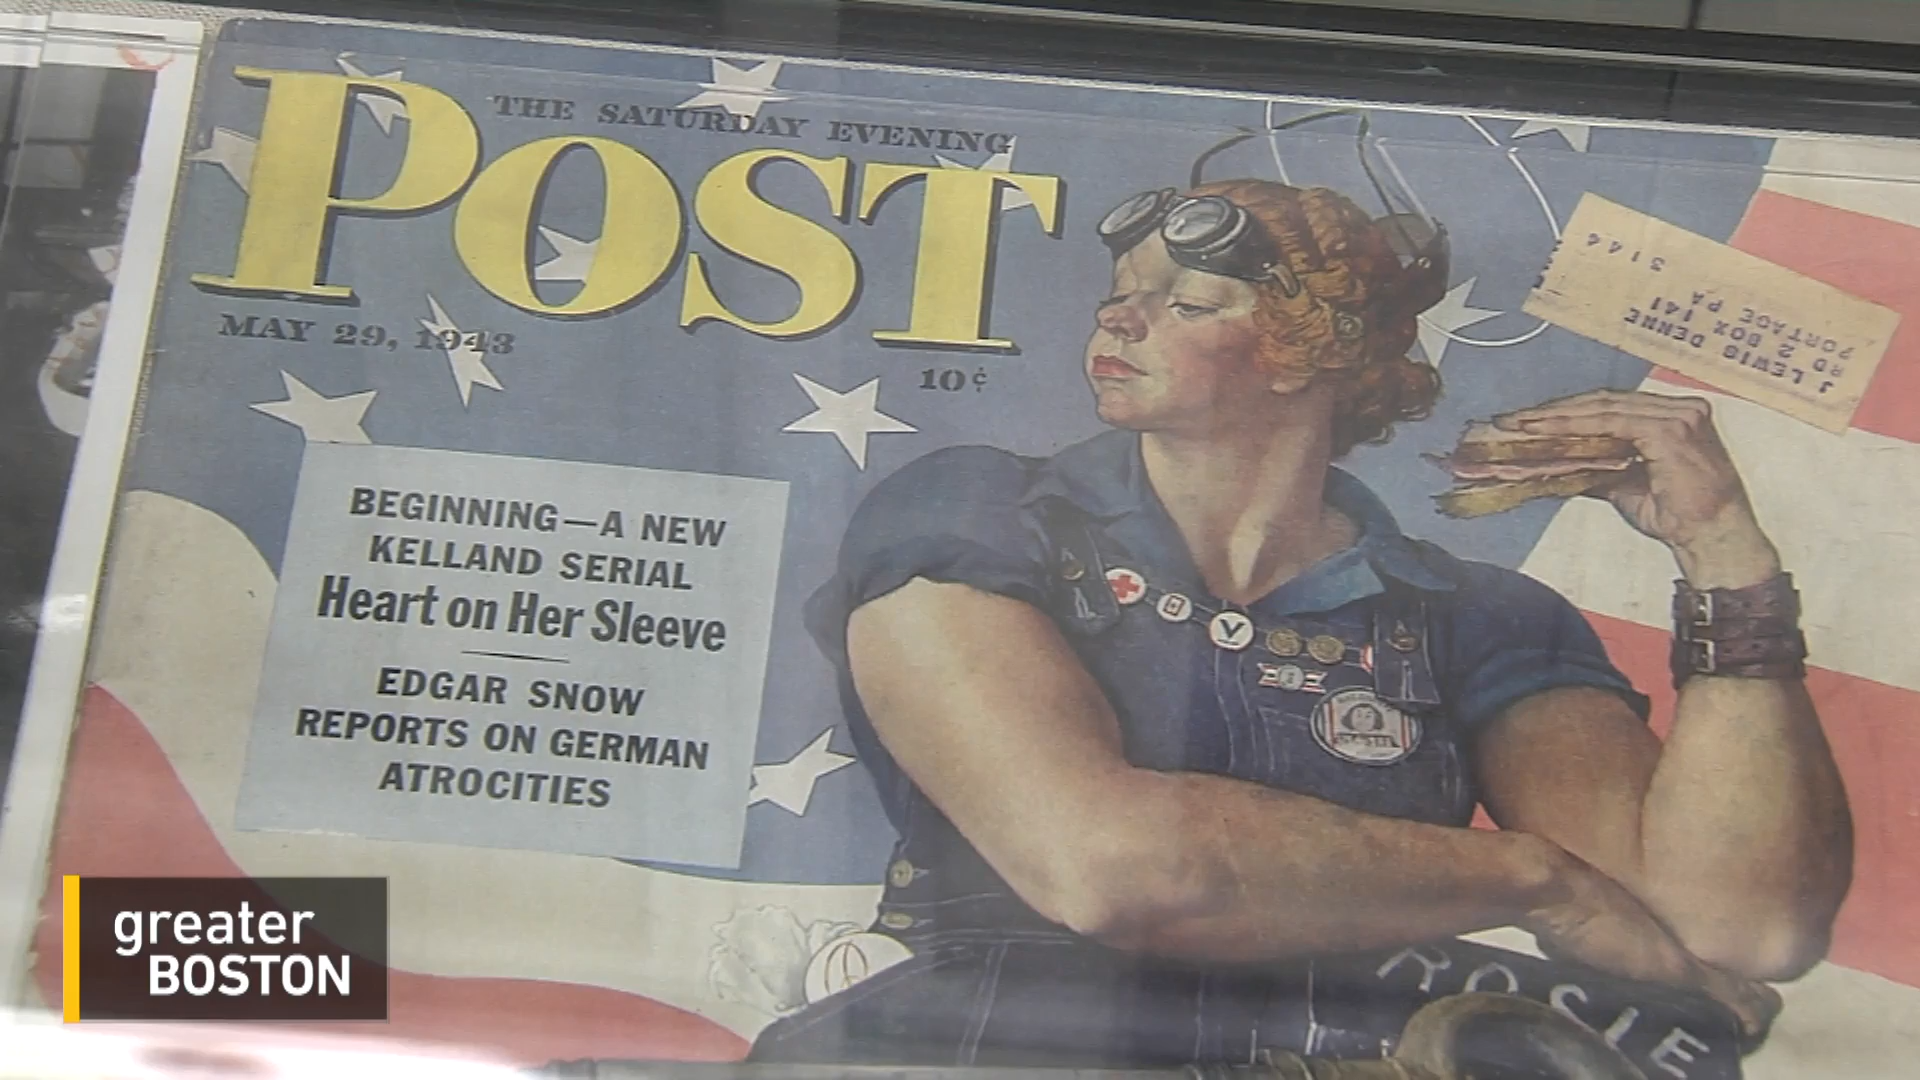 THE SATURDAY EVENING
POST
MAY 29, 1943
10¢
BEGINNING—A NEW
KELLAND SERIAL
Heart on Her Sleeve
EDGAR SNOW
REPORTS ON GERMAN
ATROCITIES
J LEWIS DENNE
RD 2 BOX 141
PORTAGE PA
3144
V
ROSIE
greater
BOSTON